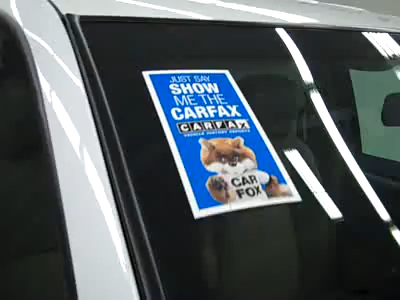 JUST SAY
SHOW
ME THE
CARFAX
CARFAX
VEHICLE HISTORY REPORTS
CAR
FOX